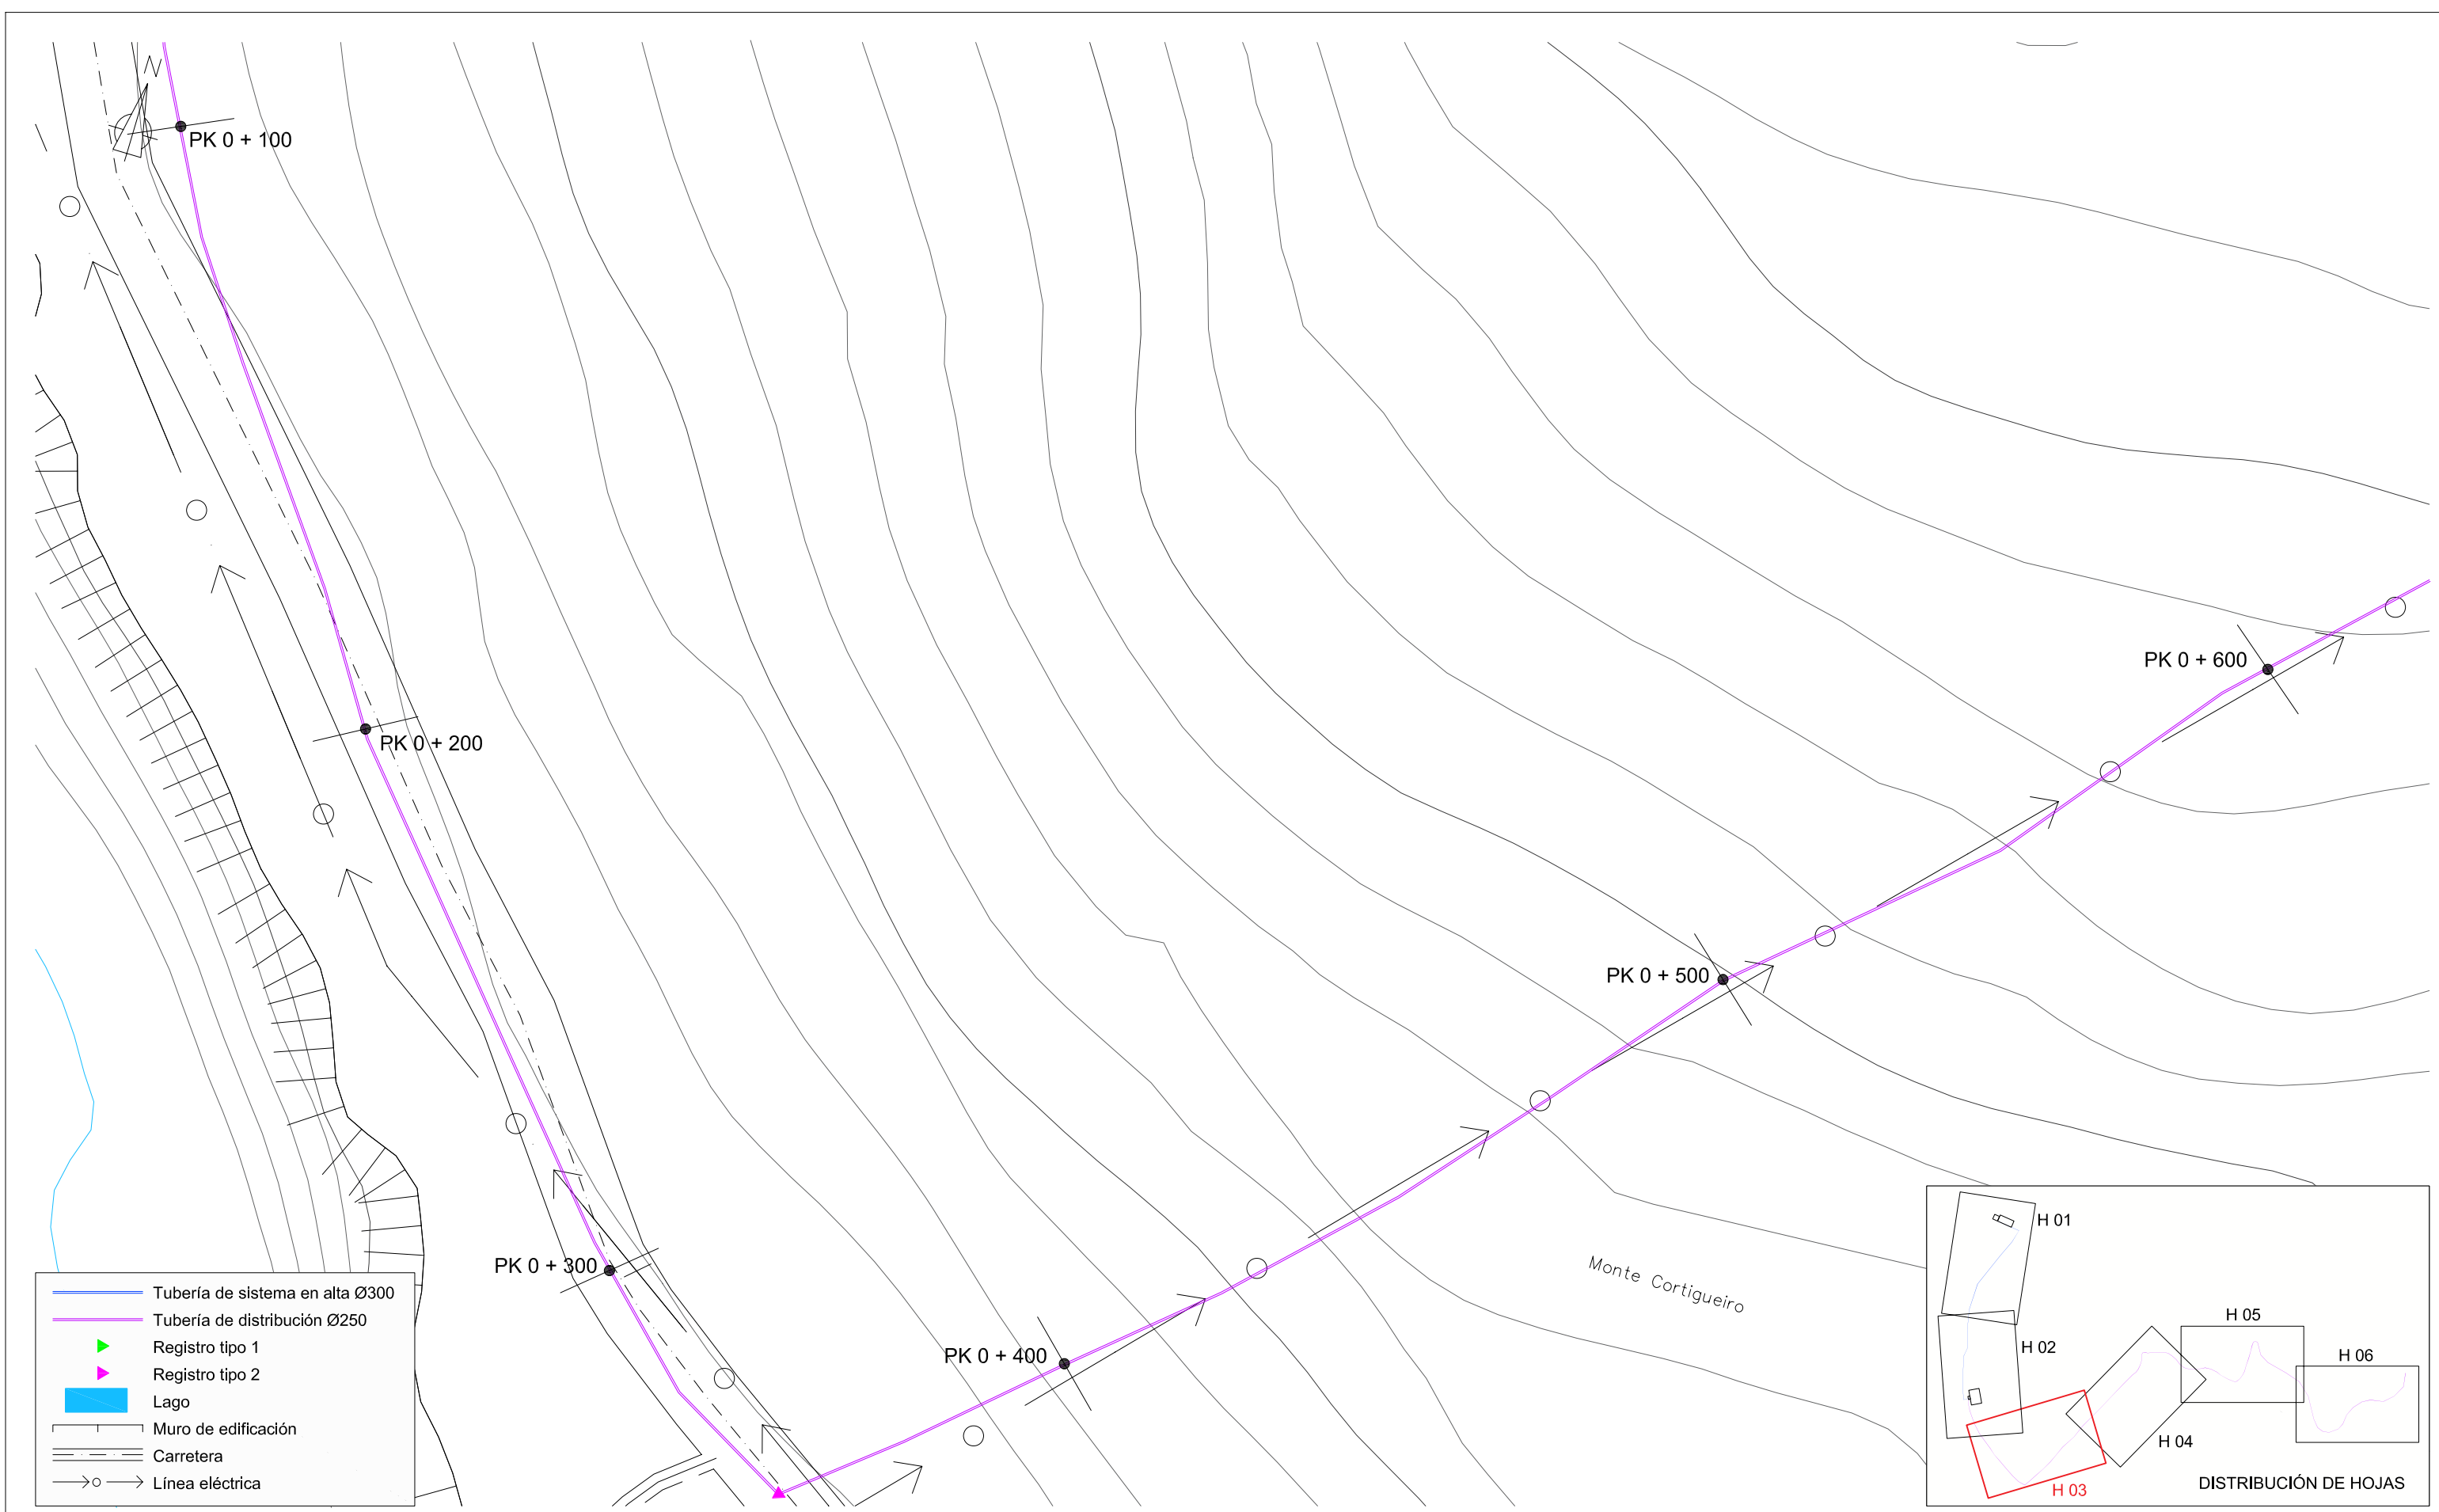 PK 0 + 100
PK 0 + 200
PK 0 + 300
PK 0 + 400
PK 0 + 500
PK 0 + 600
Monte Cortigueiro
Tubería de sistema en alta Ø300
Tubería de distribución Ø250
Registro tipo 1
Registro tipo 2
Lago
Muro de edificación
Carretera
Línea eléctrica
H 01
H 02
H 03
H 04
H 05
H 06
DISTRIBUCIÓN DE HOJAS